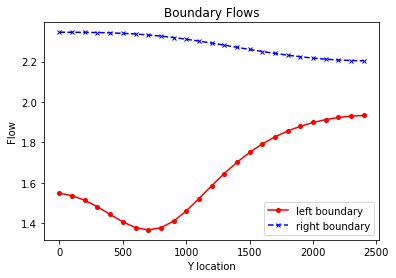 Boundary Flows
Flow
2.2
2.0
1.8
1.6
1.4
0
500
1000
1500
2000
2500
Y location
left boundary
right boundary